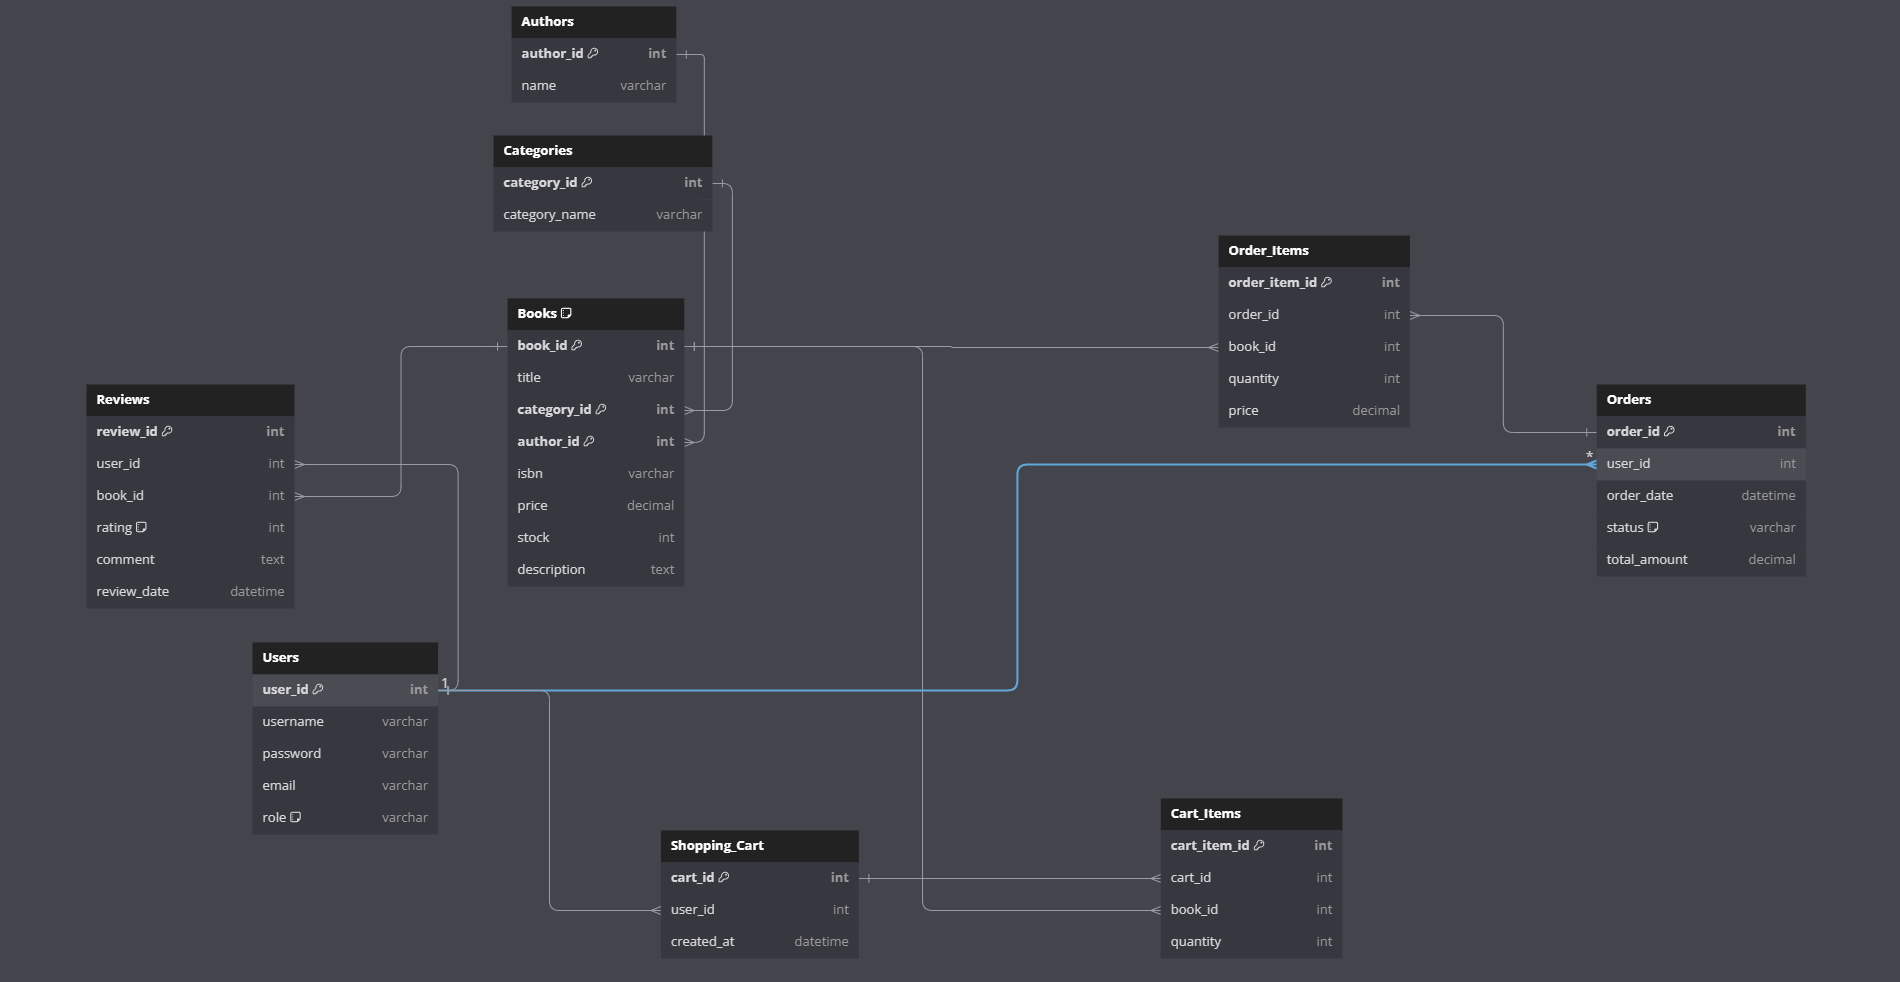 Authors
author_id int
name varchar
Categories
category_id int
category_name varchar
Books
book_id int
title varchar
category_id int
author_id int
isbn varchar
price decimal
stock int
description text
Order_Items
order_item_id int
order_id int
book_id int
quantity int
price decimal
Reviews
review_id int
user_id int
book_id int
rating int
comment text
review_date datetime
Orders
order_id int
* user_id int
order_date datetime
status varchar
total_amount decimal
Users
user_id int 1
username varchar
password varchar
email varchar
role varchar
Shopping_Cart
cart_id int
user_id int
created_at datetime
Cart_Items
cart_item_id int
cart_id int
book_id int
quantity int